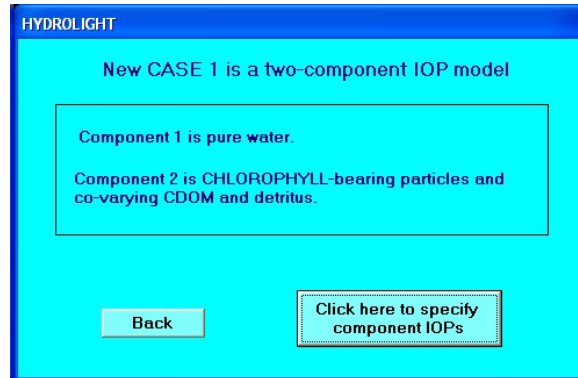 HYDROLIGHT
New CASE 1 is a two-component IOP model
Component 1 is pure water.
Component 2 is CHLOROPHYLL-bearing particles and
co-varying CDOM and detritus.
Back
Click here to specify
component IOPs